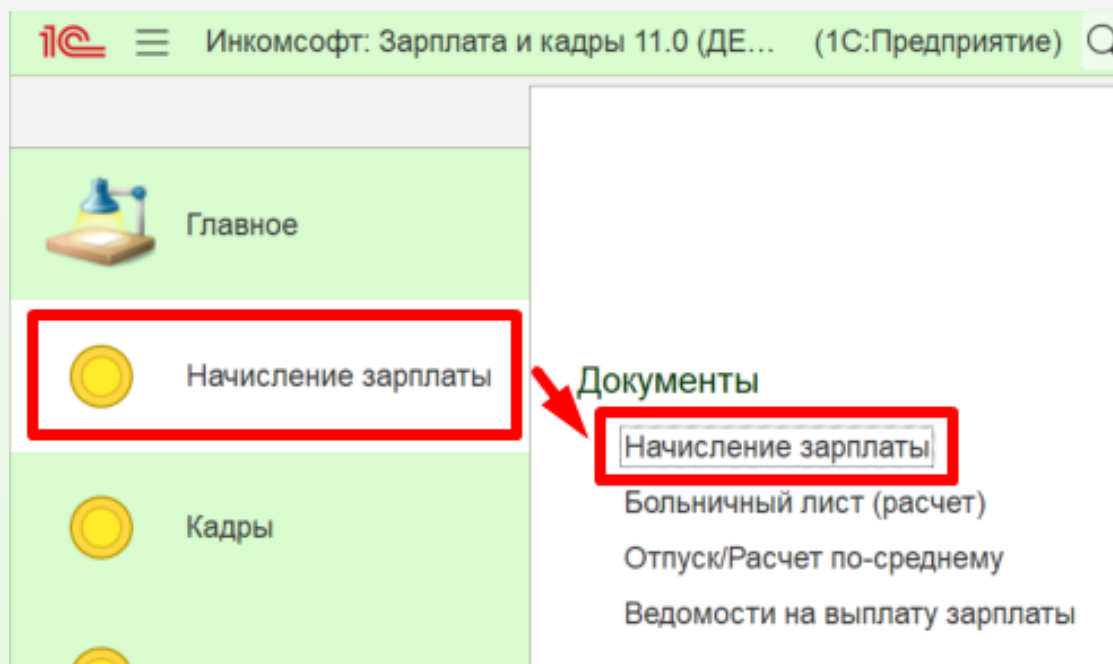 1С Инкомсофт: Зарплата и кадры 11.0 (ДЕ... (1С:Предприятие)
Главное
Начисление зарплаты
Кадры
Документы
Начисление зарплаты
Больничный лист (расчет)
Отпуск/Расчет по-среднему
Ведомости на выплату зарплаты